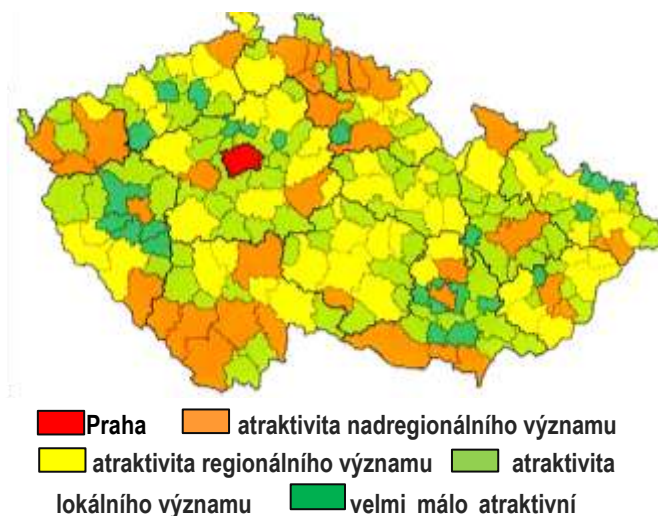 Praha atraktivita nadregionálního významu
atraktivita regionálního významu atraktivita
lokálního významu velmi málo atraktivní